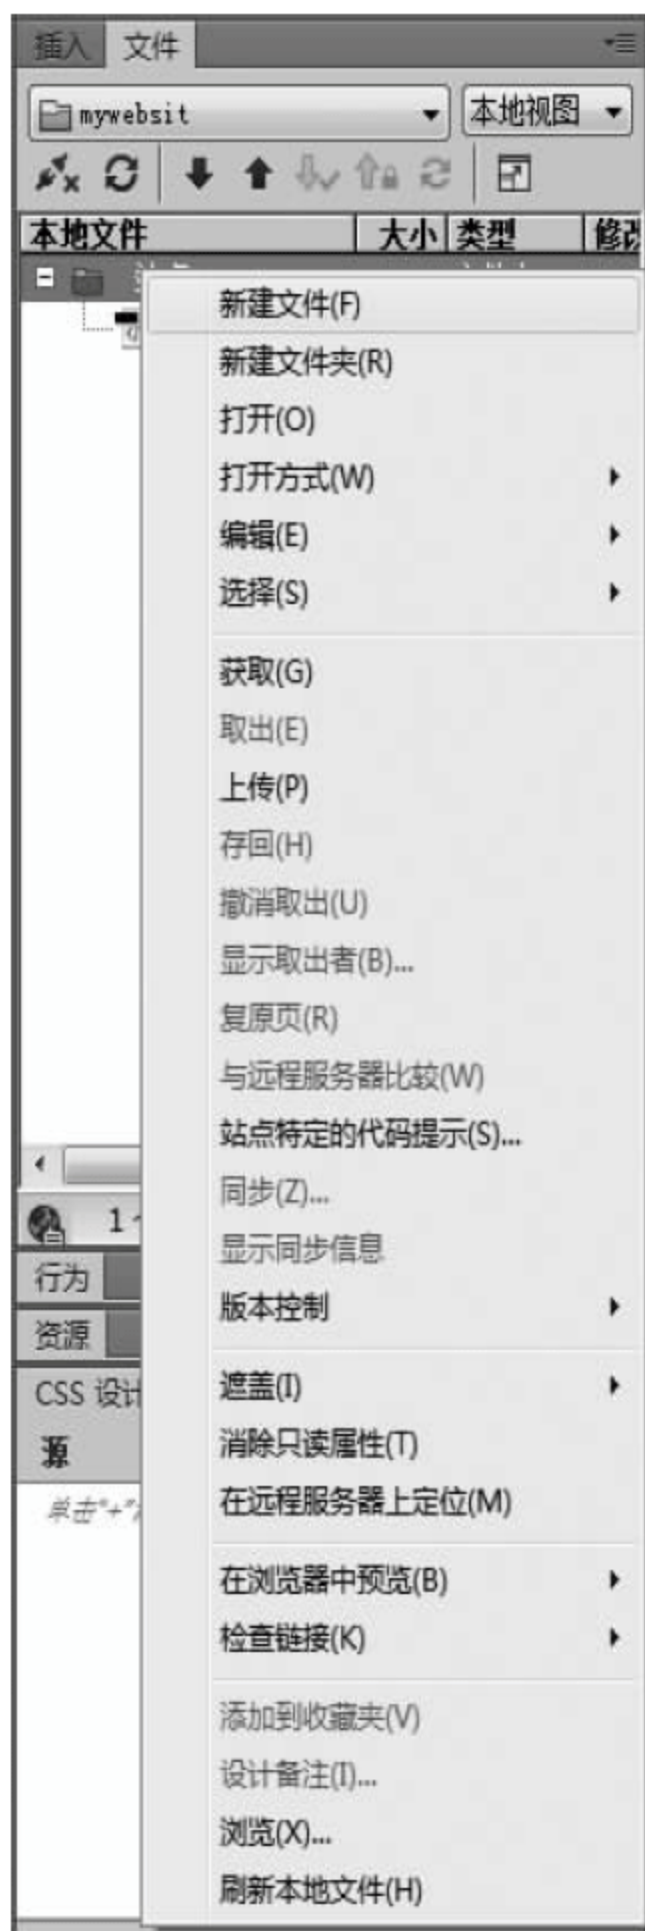 插入 文件
mywebsit 本地视图
本地文件 大小 类型
新建文件(F)
新建文件夹(R)
打开(O)
打开方式(W)
编辑(E)
选择(S)
获取(G)
取出(E)
上传(P)
存回(H)
撤消取出(U)
显示取出者(B)...
复原页(R)
与远程服务器比较(W)
站点特定的代码提示(S)...
同步(Z)...
显示同步信息
版本控制
遮盖(I)
消除只读属性(T)
在远程服务器上定位(M)
在浏览器中预览(B)
检查链接(K)
添加到收藏夹(V)
设计备注(I)...
浏览(X)...
刷新本地文件(H)
1
行为
资源
CSS 设计
源
单击"+"